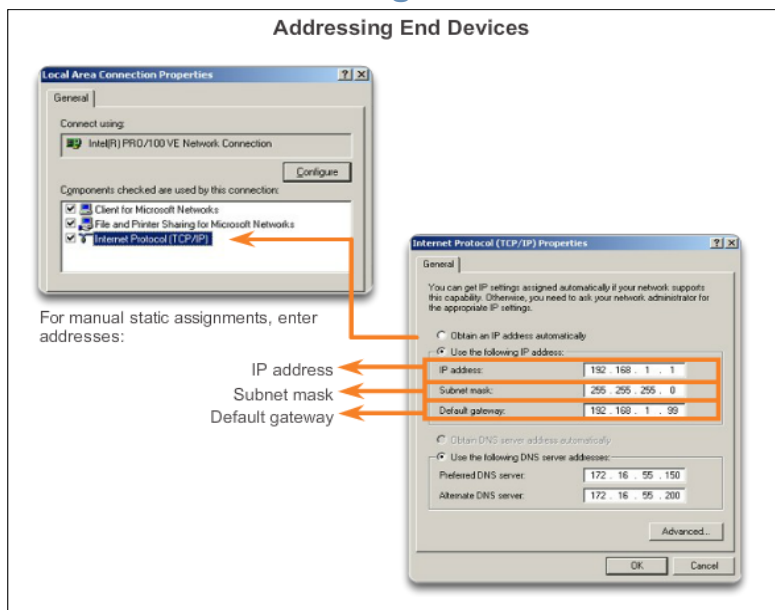 Addressing End Devices
Local Area Connection Properties
General
Connect using:
Intel(R) PRO/100 VE Network Connection
Configure
Components checked are used by this connection:
Client for Microsoft Networks
File and Printer Sharing for Microsoft Networks
Internet Protocol (TCP/IP)
For manual static assignments, enter
addresses:
IP address
Subnet mask
Default gateway
Internet Protocol (TCP/IP) Properties
General
You can get IP settings assigned automatically if your network supports
this capability. Otherwise, you need to ask your network administrator for
the appropriate IP settings.
Obtain an IP address automatically
Use the following IP address:
IP address: 192 . 168 . 1 . 1
Subnet mask: 255 . 255 . 255 . 0
Default gateway: 192 . 168 . 1 . 99
Obtain DNS server address automatically
Use the following DNS server addresses:
Preferred DNS server: 172 . 16 . 55 . 150
Alternate DNS server: 172 . 16 . 55 . 200
Advanced...
OK Cancel